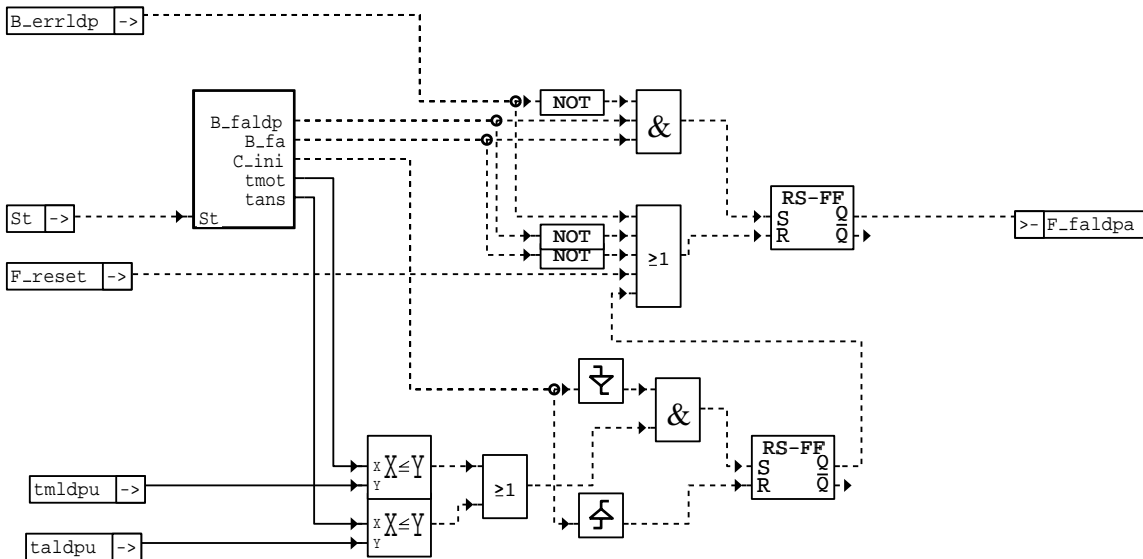 B_errldp ->
NOT
&
B_faldp
B_fa
C_ini
tmot
tans
St
St ->
RS-FF
S Q
R Q
>- F_faldpa
NOT
NOT
≥1
F_reset ->
&
RS-FF
S Q
R Q
X X≤Y
Y
≥1
tmldpu ->
X X≤Y
Y
taldpu ->